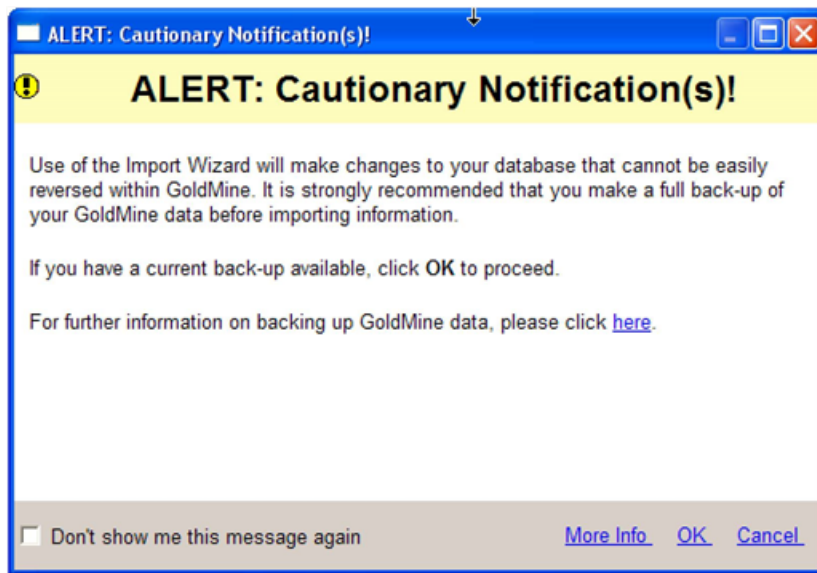 ALERT: Cautionary Notification(s)!
ALERT: Cautionary Notification(s)!
Use of the Import Wizard will make changes to your database that cannot be easily
reversed within GoldMine. It is strongly recommended that you make a full back-up of
your GoldMine data before importing information.
If you have a current back-up available, click OK to proceed.
For further information on backing up GoldMine data, please click here.
Don't show me this message again
More Info OK Cancel